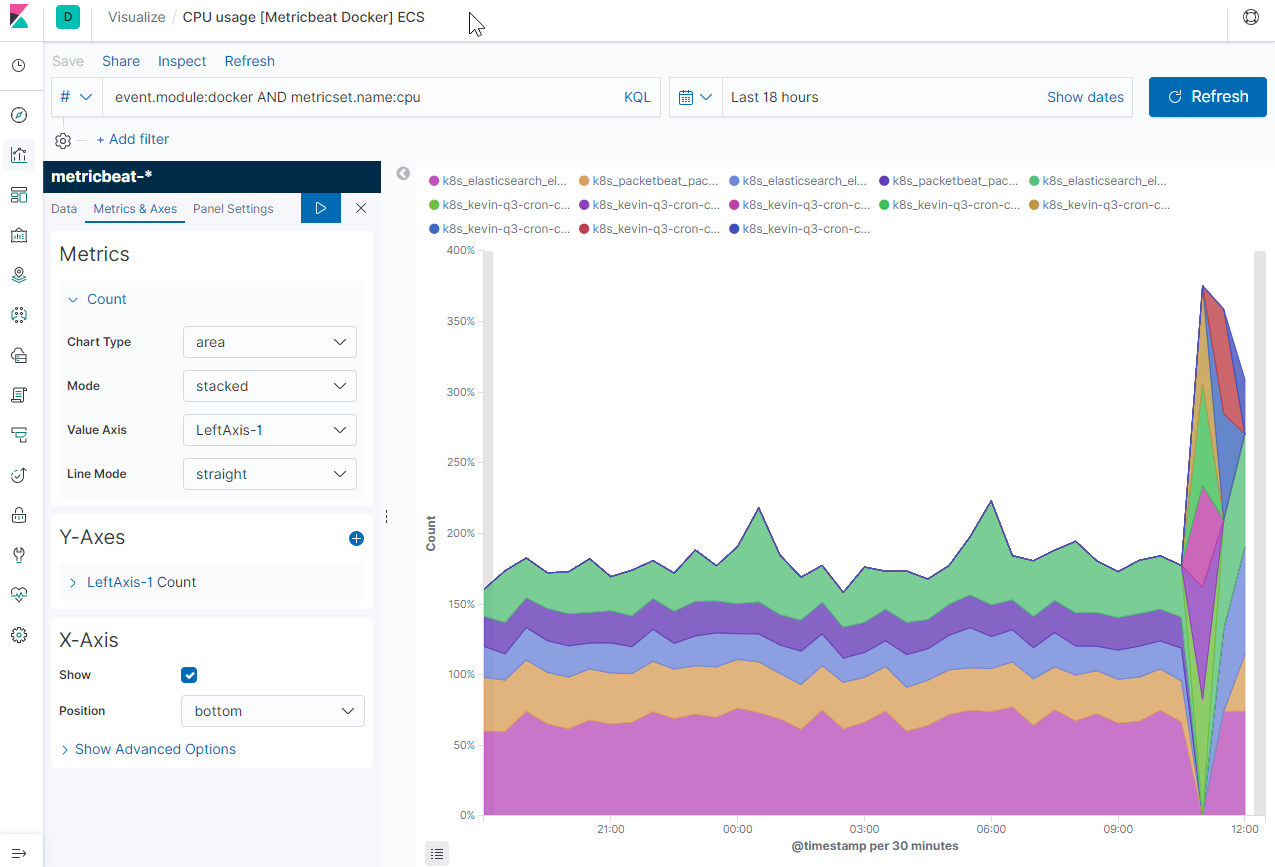 D Visualize / CPU usage [Metricbeat Docker] ECS
Save Share Inspect Refresh
# event.module:docker AND metricset.name:cpu KQL Last 18 hours Show dates Refresh
+ Add filter
metricbeat-*
Data Metrics & Axes Panel Settings
Metrics
Count
Chart Type area
Mode stacked
Value Axis LeftAxis-1
Line Mode straight
Y-Axes
LeftAxis-1 Count
X-Axis
Show
Position bottom
Show Advanced Options
k8s_elasticsearch_el... k8s_packetbeat_pac... k8s_elasticsearch_el... k8s_packetbeat_pac... k8s_elasticsearch_el...
k8s_kevin-q3-cron-c... k8s_kevin-q3-cron-c... k8s_kevin-q3-cron-c... k8s_kevin-q3-cron-c... k8s_kevin-q3-cron-c...
k8s_kevin-q3-cron-c... k8s_kevin-q3-cron-c... k8s_kevin-q3-cron-c...
400%
350%
300%
250%
200%
150%
100%
50%
0%
Count
21:00 00:00 03:00 06:00 09:00 12:00
@timestamp per 30 minutes